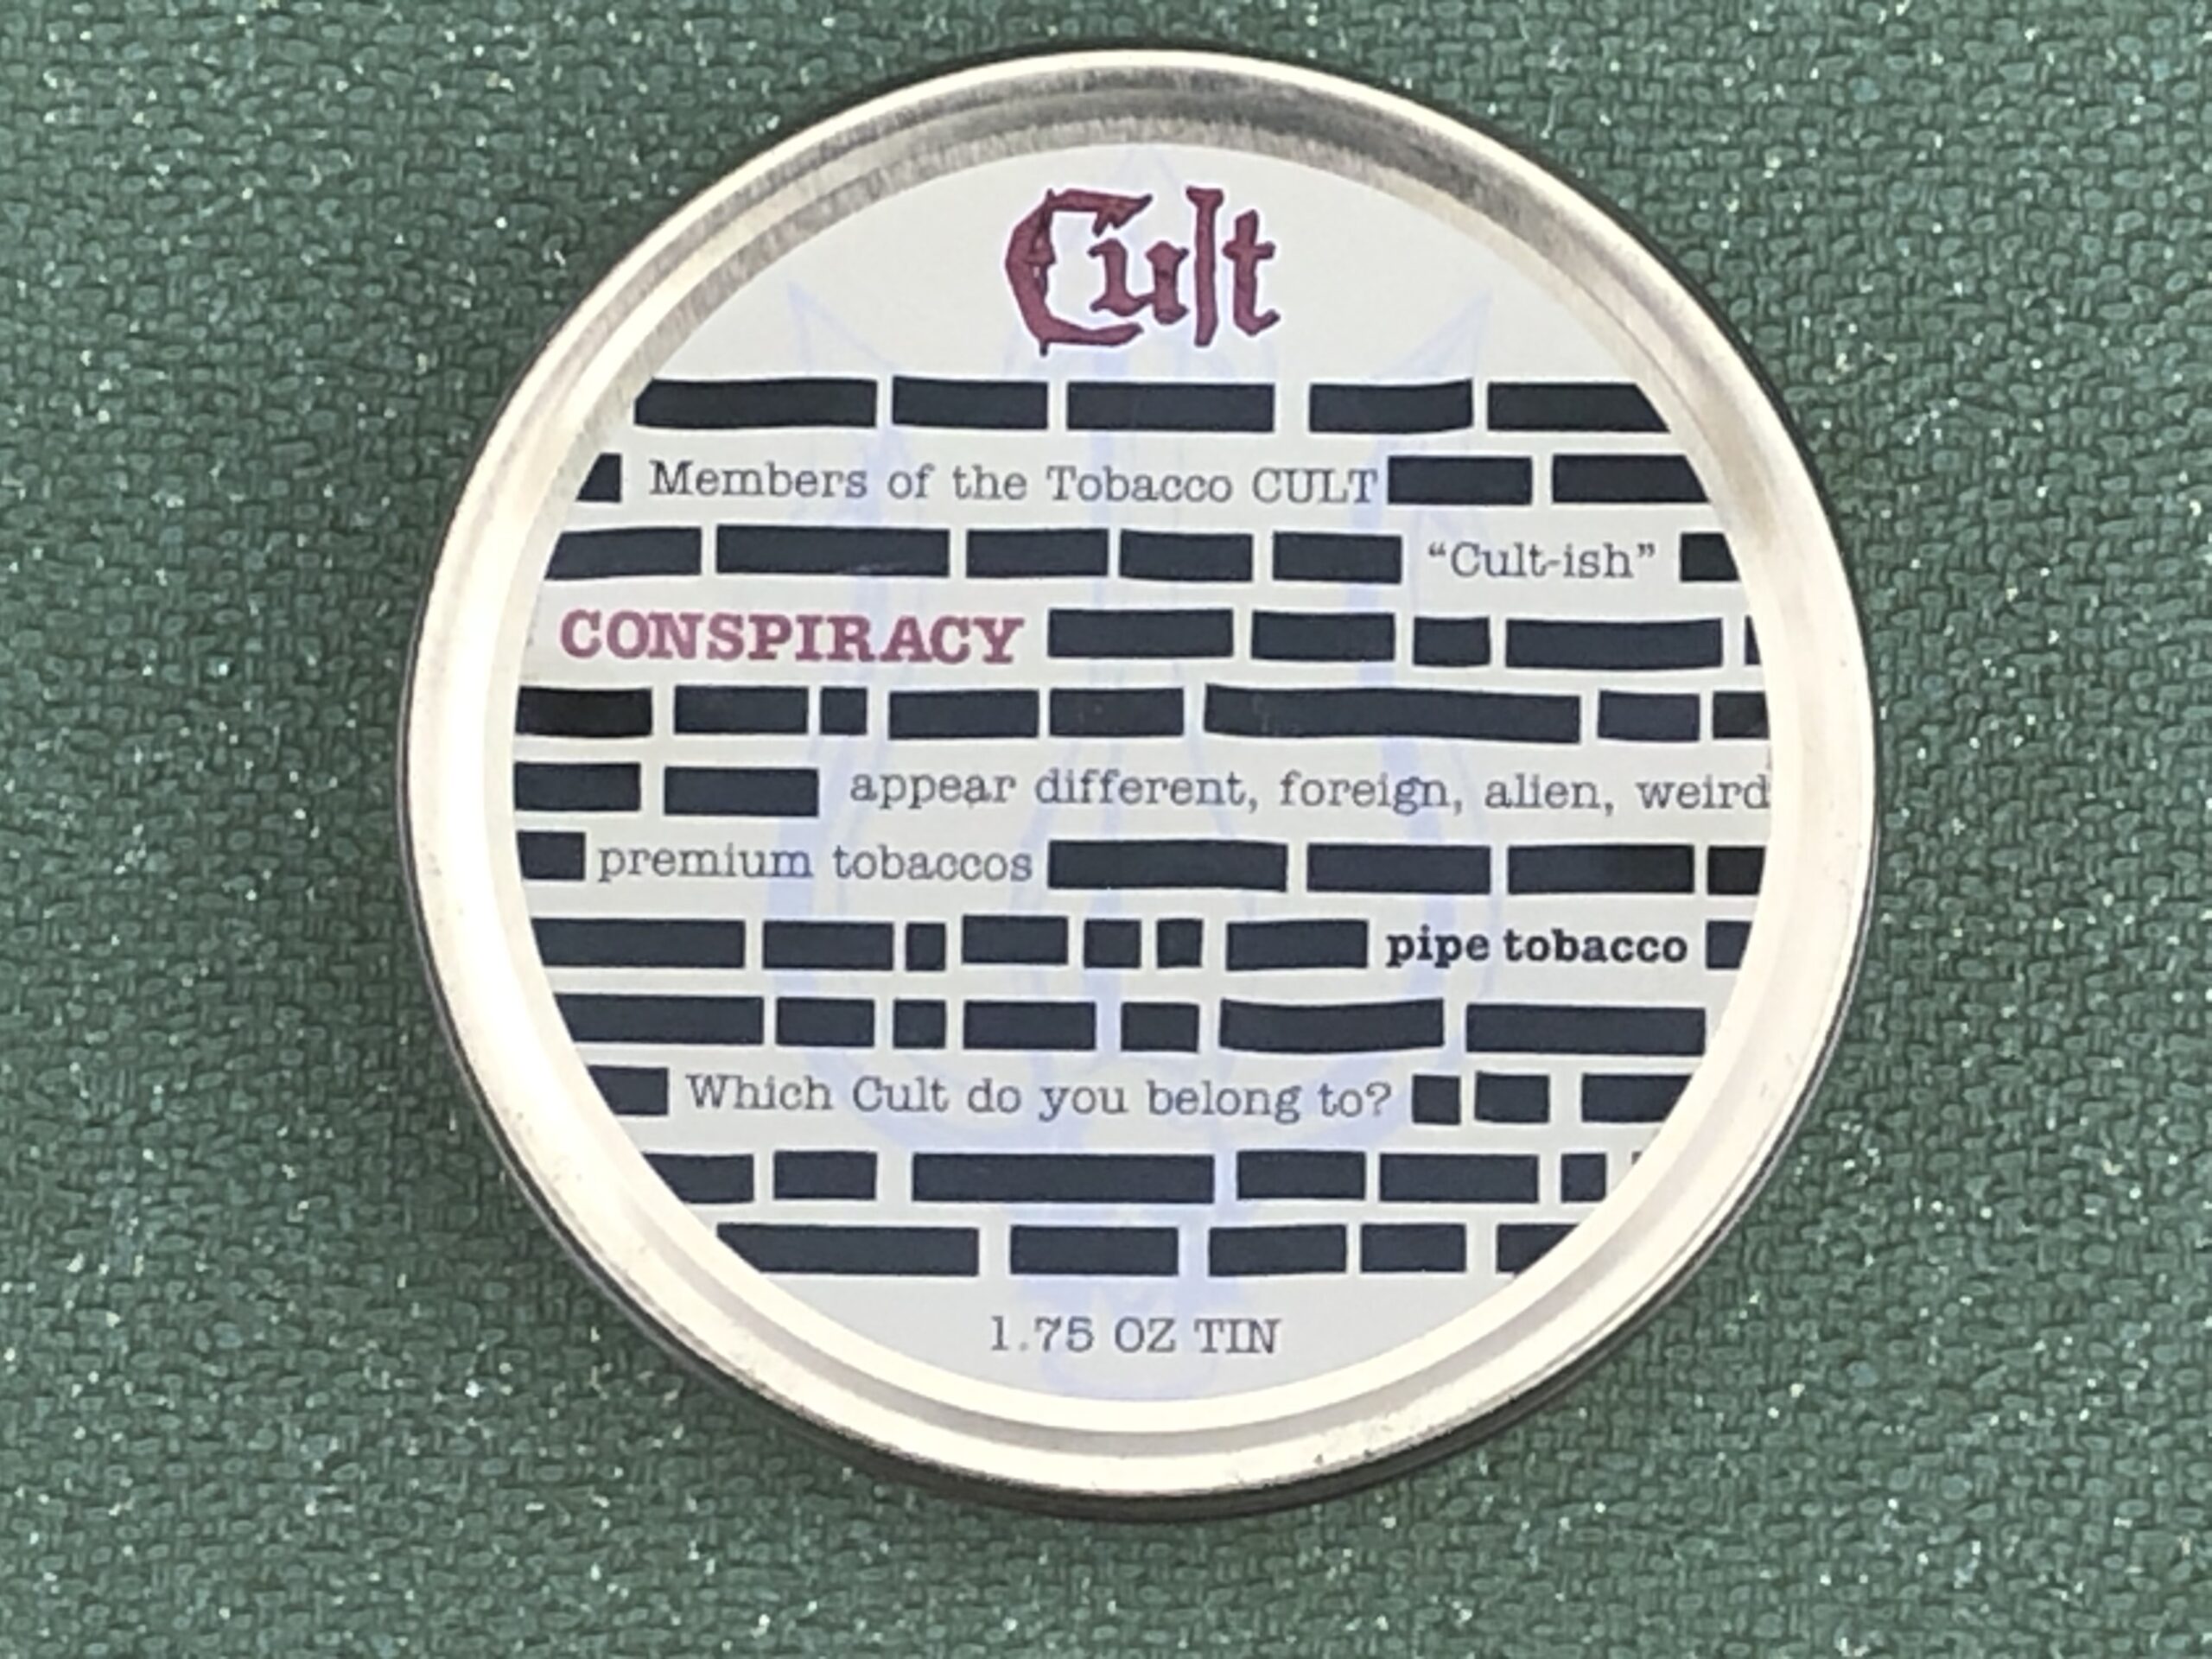 Cult
Members of the Tobacco CULT
“Cult-ish”
CONSPIRACY
appear different, foreign, alien, weird
premium tobaccos
pipe tobacco
Which Cult do you belong to?
1.75 OZ TIN